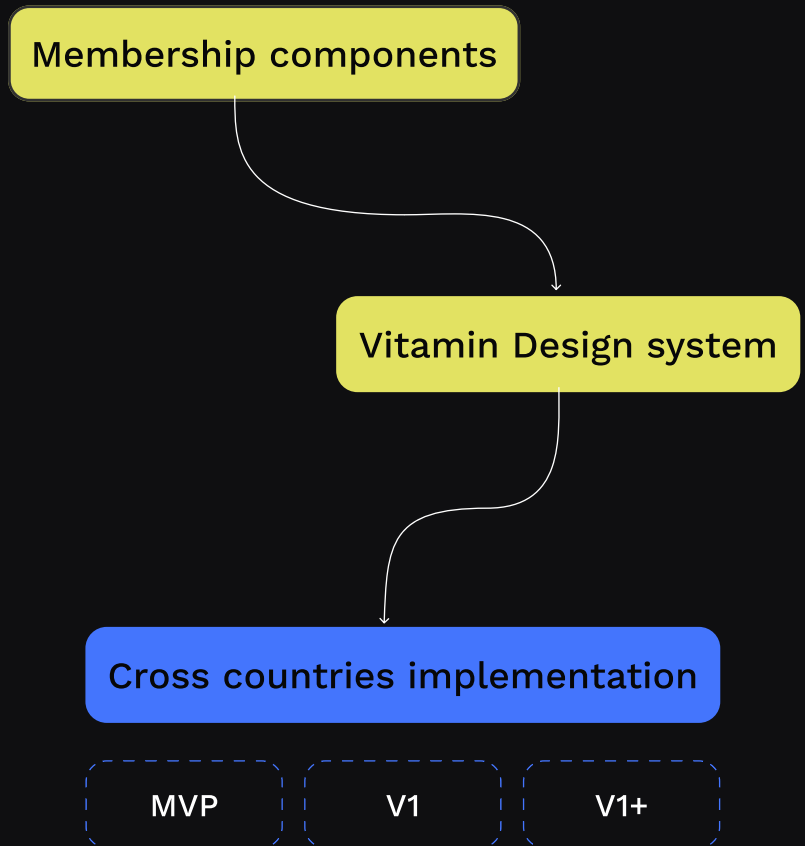 Membership components
Vitamin Design system
Cross countries implementation
MVP
V1
V1+